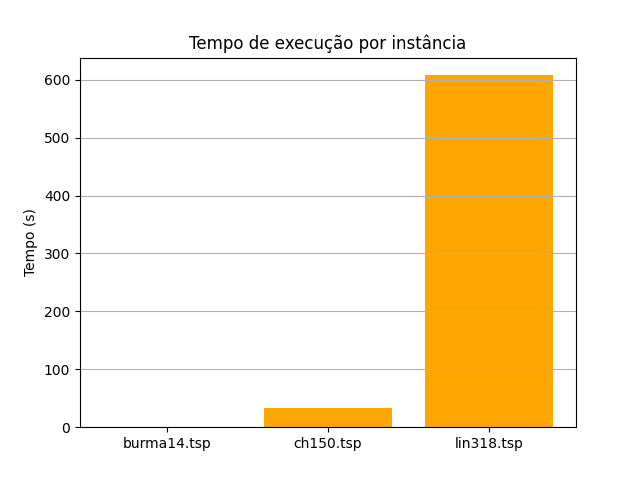 Tempo de execução por instância
Tempo (s)
600
500
400
300
200
100
0
burma14.tsp ch150.tsp lin318.tsp